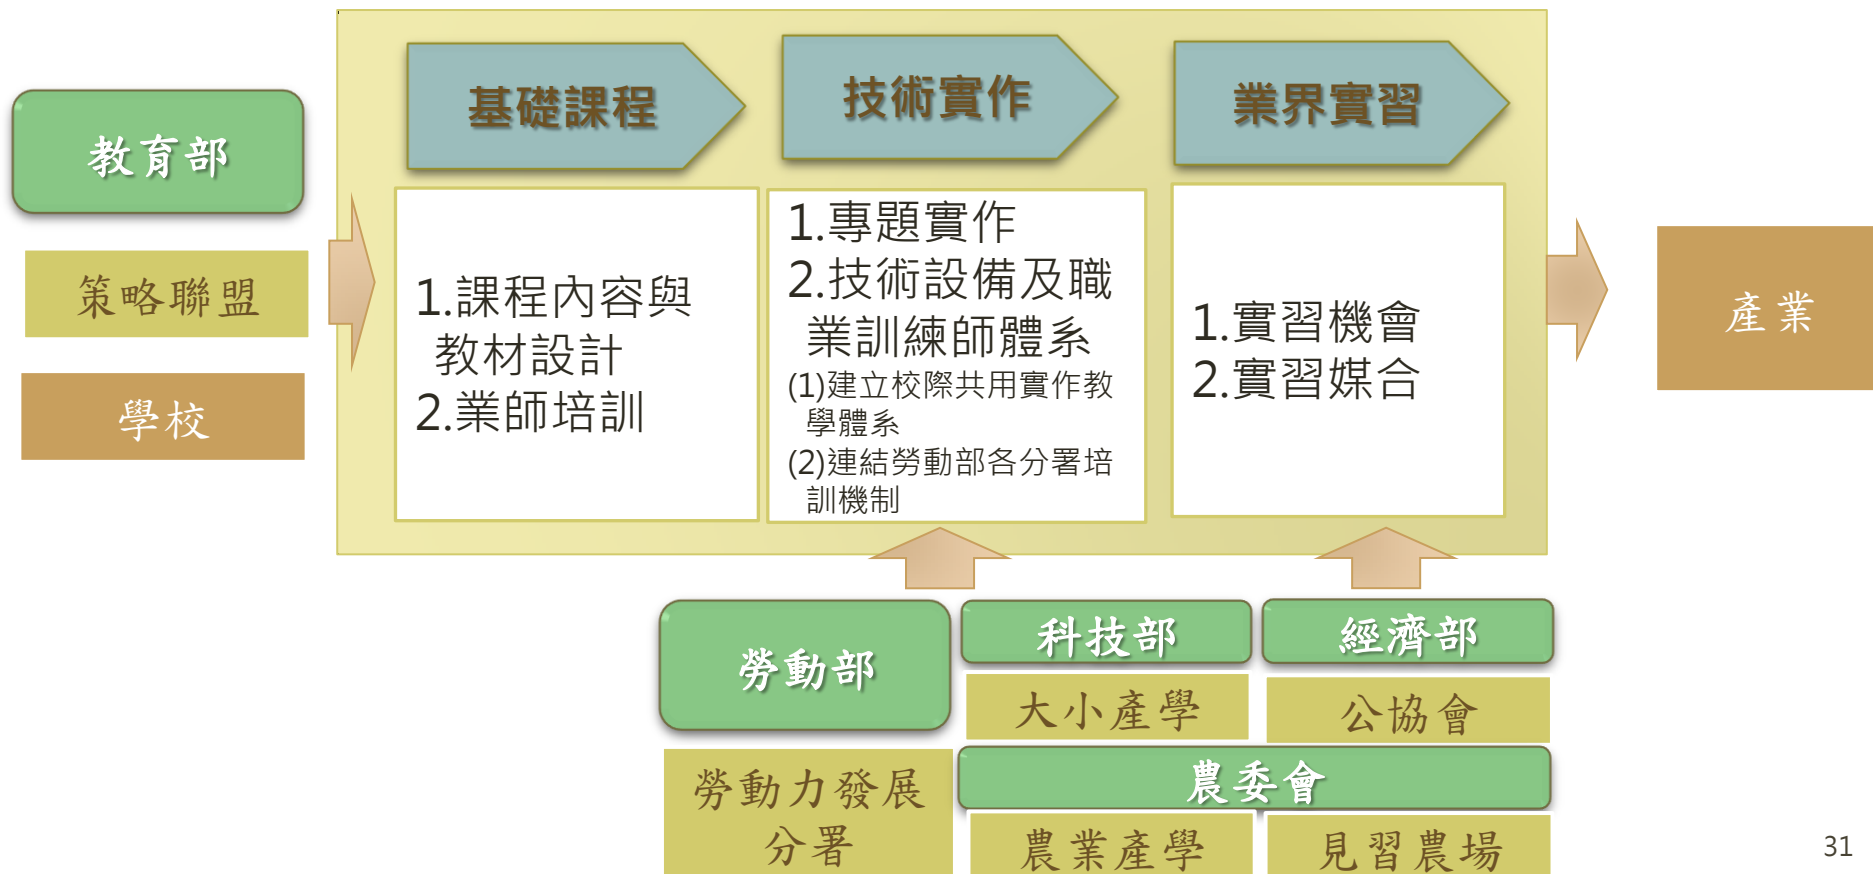 教育部
策略聯盟
學校
基礎課程
1.課程內容與
教材設計
2.業師培訓
技術實作
1.專題實作
2.技術設備及職
業訓練師體系
(1)建立校際共用實作教
學體系
(2)連結勞動部各分署培
訓機制
業界實習
1.實習機會
2.實習媒合
產業
勞動部
勞動力發展
分署
科技部
大小產學
經濟部
公協會
農委會
農業產學
見習農場
31